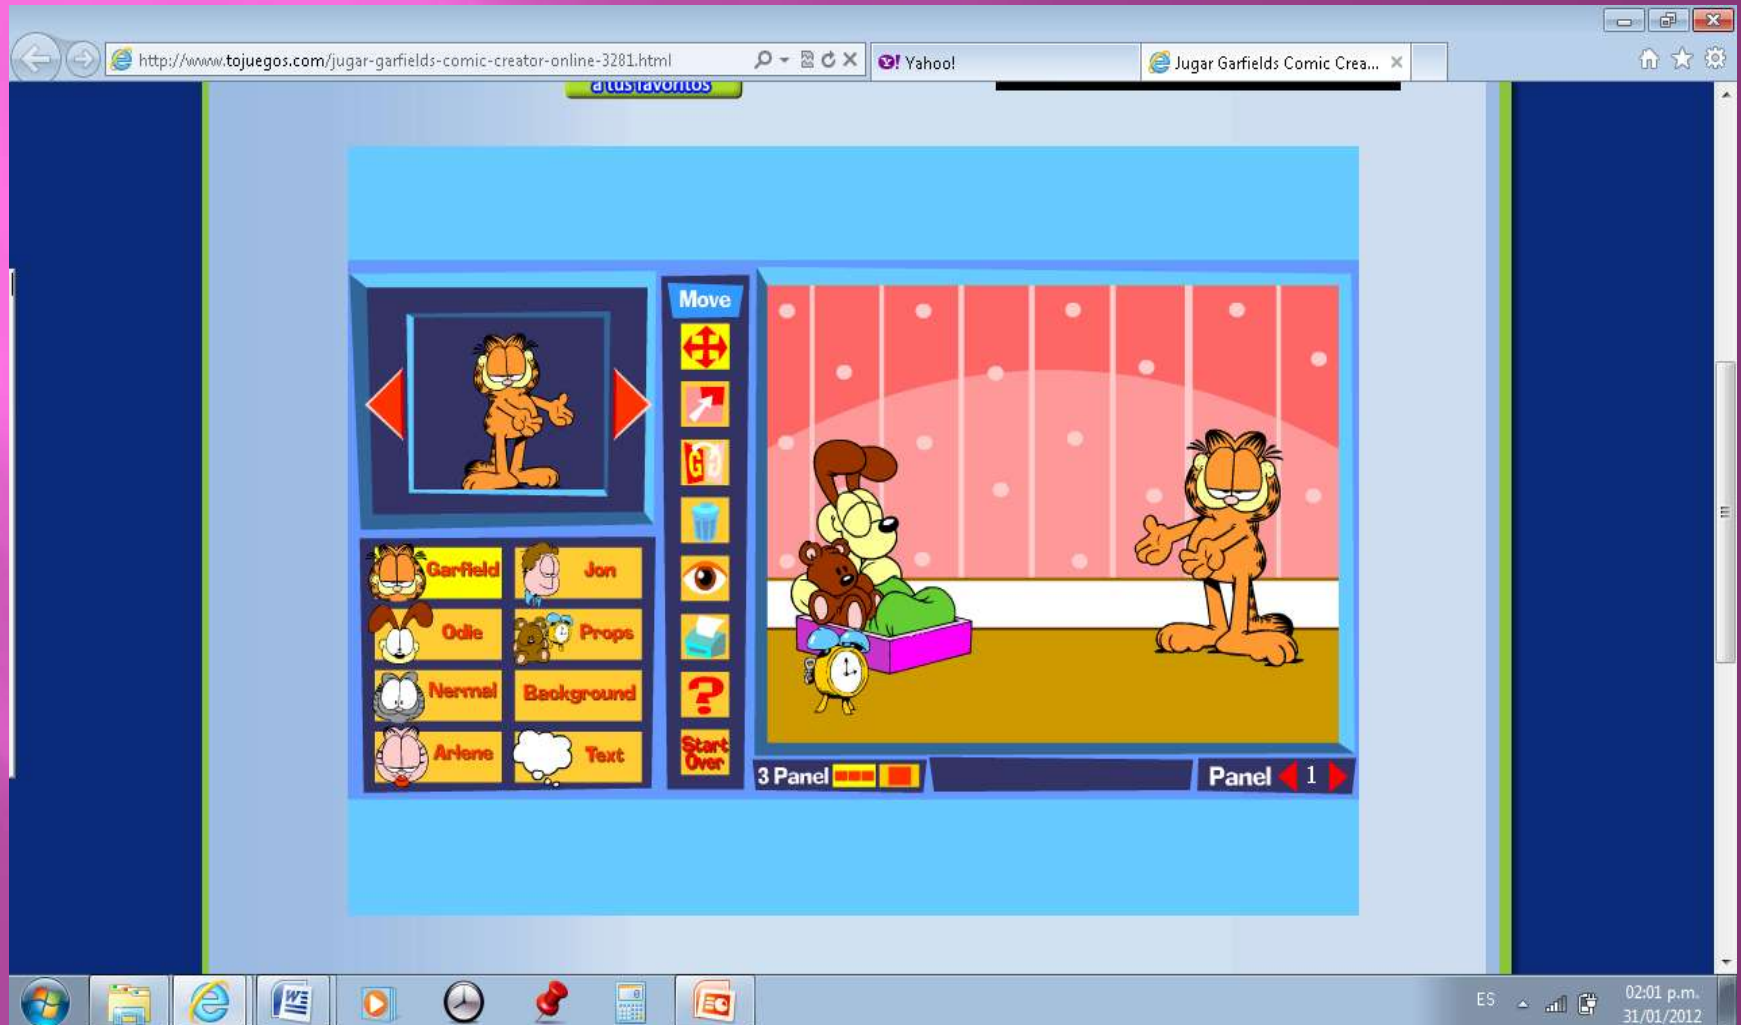 http://www.tojuegos.com/jugar-garfields-comic-creator-online-3281.html
Yahoo!
Jugar Garfields Comic Crea...
a tus favoritos
Move
Garfield
Jon
Odie
Props
Nermal
Background
Arlene
Text
Start
Over
3 Panel
Panel
1
ES
02:01 p.m.
31/01/2012